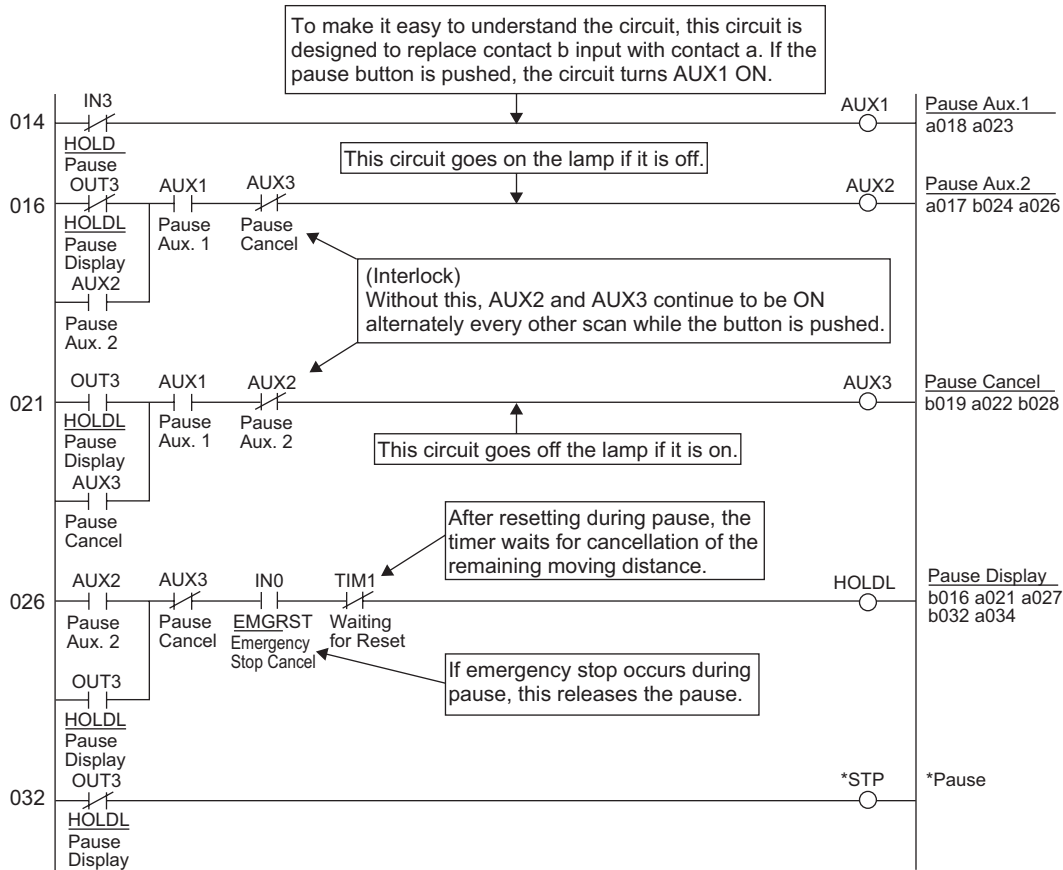 To make it easy to understand the circuit, this circuit is
designed to replace contact b input with contact a. If the
pause button is pushed, the circuit turns AUX1 ON.
IN3
AUX1
Pause Aux.1
014
a018 a023
HOLD
Pause
This circuit goes on the lamp if it is off.
OUT3
AUX1
AUX3
AUX2
Pause Aux.2
016
a017 b024 a026
HOLDL
Pause
Display
Pause
Aux. 1
Pause
Cancel
AUX2
Pause
Aux. 2
(Interlock)
Without this, AUX2 and AUX3 continue to be ON
alternately every other scan while the button is pushed.
OUT3
AUX1
AUX2
AUX3
Pause Cancel
021
b019 a022 b028
HOLDL
Pause
Display
Pause
Aux. 1
Pause
Aux. 2
This circuit goes off the lamp if it is on.
AUX3
Pause
Cancel
After resetting during pause, the
timer waits for cancellation of the
remaining moving distance.
AUX2
AUX3
IN0
TIM1
HOLDL
Pause Display
026
b016 a021 a027
b032 a034
Pause
Aux. 2
Pause
Cancel
EMGRST
Emergency
Stop Cancel
Waiting
for Reset
If emergency stop occurs during
pause, this releases the pause.
OUT3
HOLDL
Pause
Display
OUT3
*STP
*Pause
032
HOLDL
Pause
Display